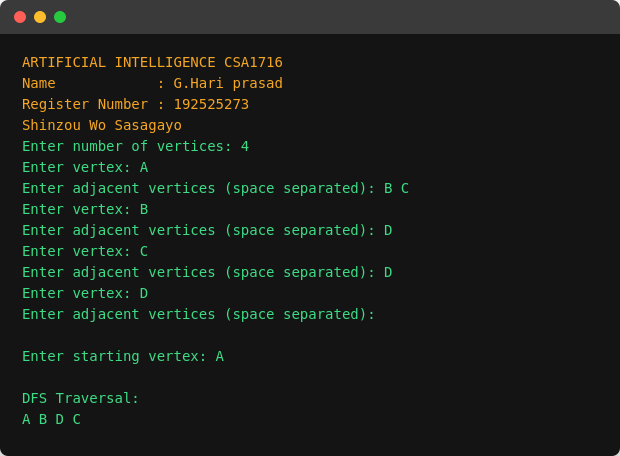 ARTIFICIAL INTELLIGENCE CSA1716
Name            : G.Hari prasad
Register Number : 192525273
Shinzou Wo Sasagayo
Enter number of vertices: 4
Enter vertex: A
Enter adjacent vertices (space separated): B C
Enter vertex: B
Enter adjacent vertices (space separated): D
Enter vertex: C
Enter adjacent vertices (space separated): D
Enter vertex: D
Enter adjacent vertices (space separated):
Enter starting vertex: A
DFS Traversal:
A B D C